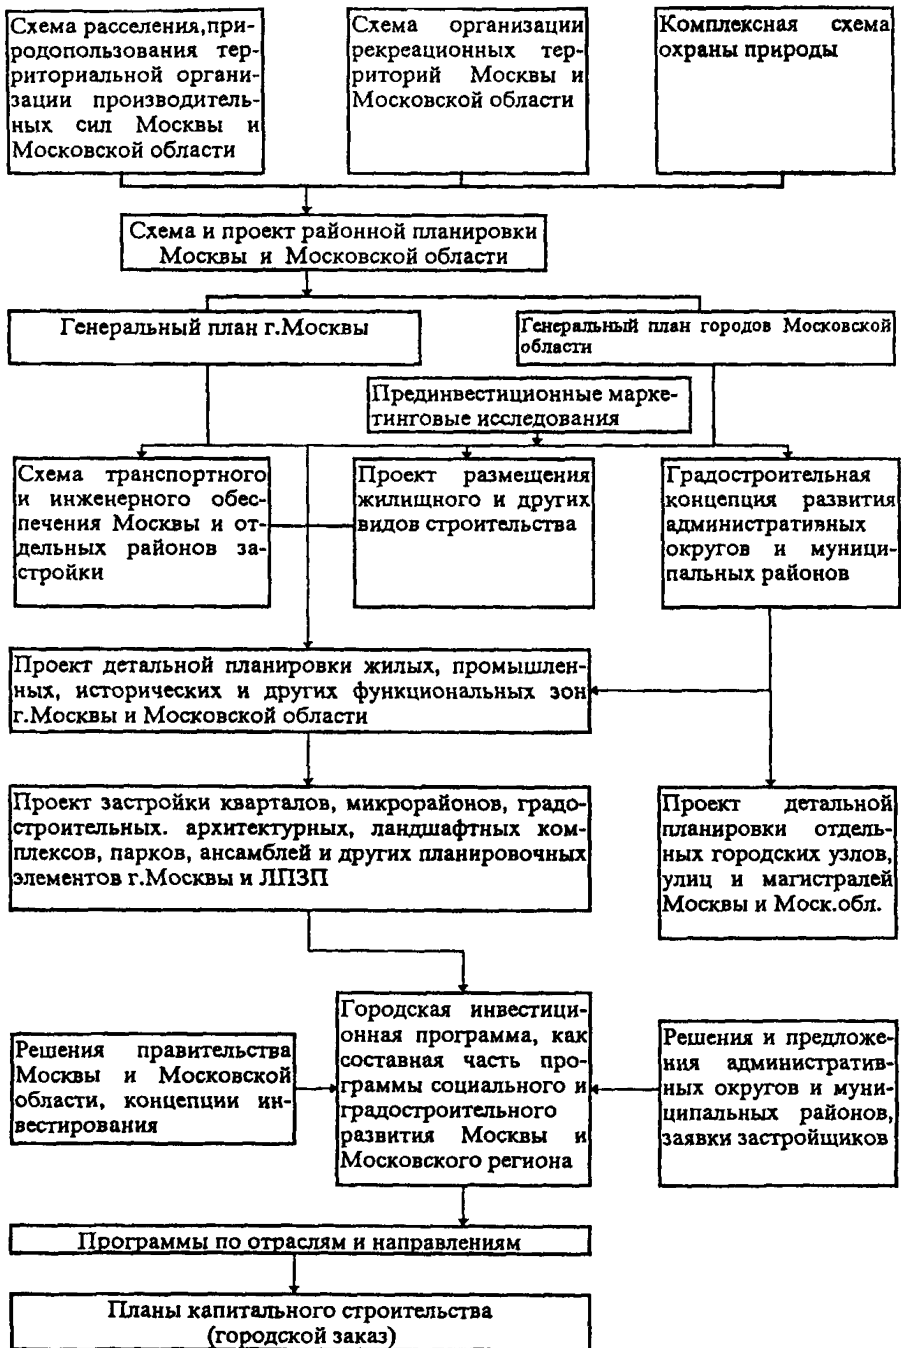 Схема расселения,при-
родопользования тер-
риториальной органи-
зации производитель-
ных сил Москвы и
Московской области
Схема организации
рекреационных тер-
риторий Москвы и
Московской области
Комплексная схема
охраны природы
Схема и проект районной планировки
Москвы и Московской области
Генеральный план г.Москвы
Генеральный план городов Московской
области
Прединвестиционные марке-
тинговые исследования
Схема транспортного
и инженерного обес-
печения Москвы и от-
дельных районов за-
стройки
Проект размещения
жилищного и других
видов строительства
Градостроительная
концепция развития
административных
округов и муници-
пальных районов
Проект детальной планировки жилых, промышлен-
ных, исторических и других функциональных зон
г.Москвы и Московской области
Проект застройки кварталов, микрорайонов, градо-
строительных. архитектурных, ландшафтных ком-
плексов, парков, ансамблей и других планировочных
элементов г.Москвы и ЛПЗП
Проект детальной
планировки отдель-
ных городских узлов,
улиц и магистралей
Москвы и Моск.обл.
Городская инвестици-
онная программа, как
составная часть про-
граммы социального и
градостроительного
развития Москвы и
Московского региона
Решения правительства
Москвы и Московской
области, концепции ин-
вестирования
Решения и предложе-
ния административ-
ных округов и муни-
ципальных районов,
заявки застройщиков
Программы по отраслям и направлениям
Планы капитального строительства
(городской заказ)